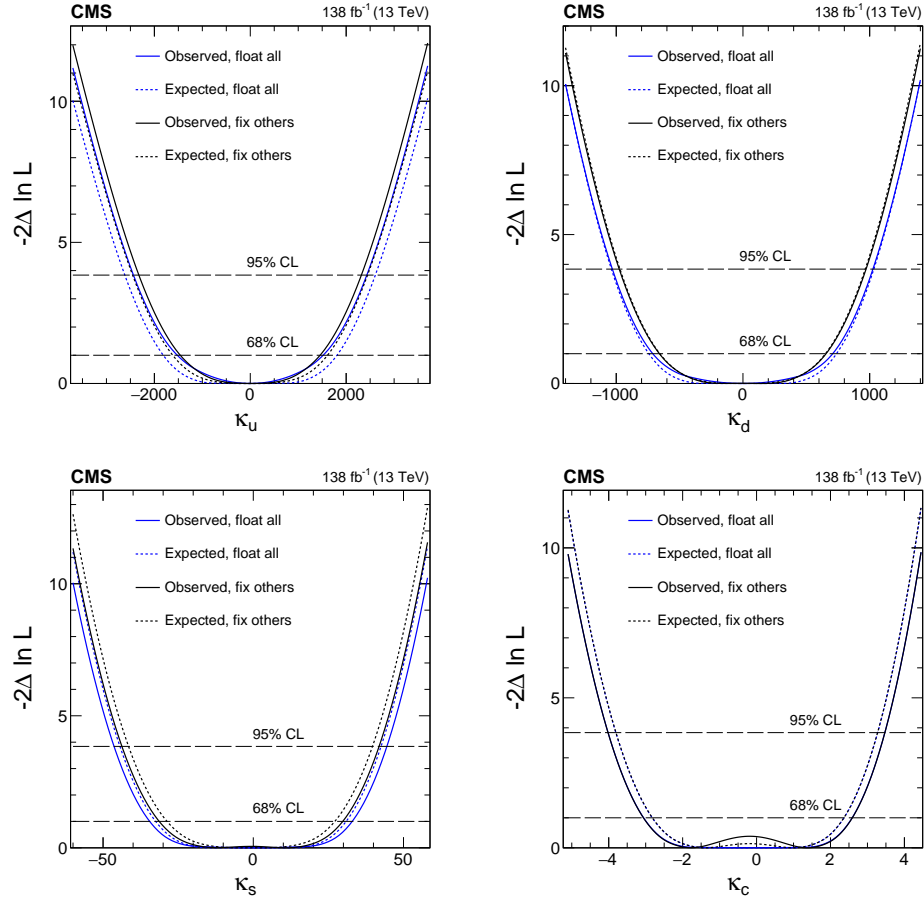 CMS 138 fb⁻¹ (13 TeV)
Observed, float all
Expected, float all
Observed, fix others
Expected, fix others
95% CL
68% CL
-2Δ ln L
10
5
0
−2000 0 2000
κu
CMS 138 fb⁻¹ (13 TeV)
Observed, float all
Expected, float all
Observed, fix others
Expected, fix others
95% CL
68% CL
-2Δ ln L
10
5
0
−1000 0 1000
κd
CMS 138 fb⁻¹ (13 TeV)
Observed, float all
Expected, float all
Observed, fix others
Expected, fix others
95% CL
68% CL
-2Δ ln L
10
5
0
−50 0 50
κs
CMS 138 fb⁻¹ (13 TeV)
Observed, float all
Expected, float all
Observed, fix others
Expected, fix others
95% CL
68% CL
-2Δ ln L
10
5
0
−4 −2 0 2 4
κc